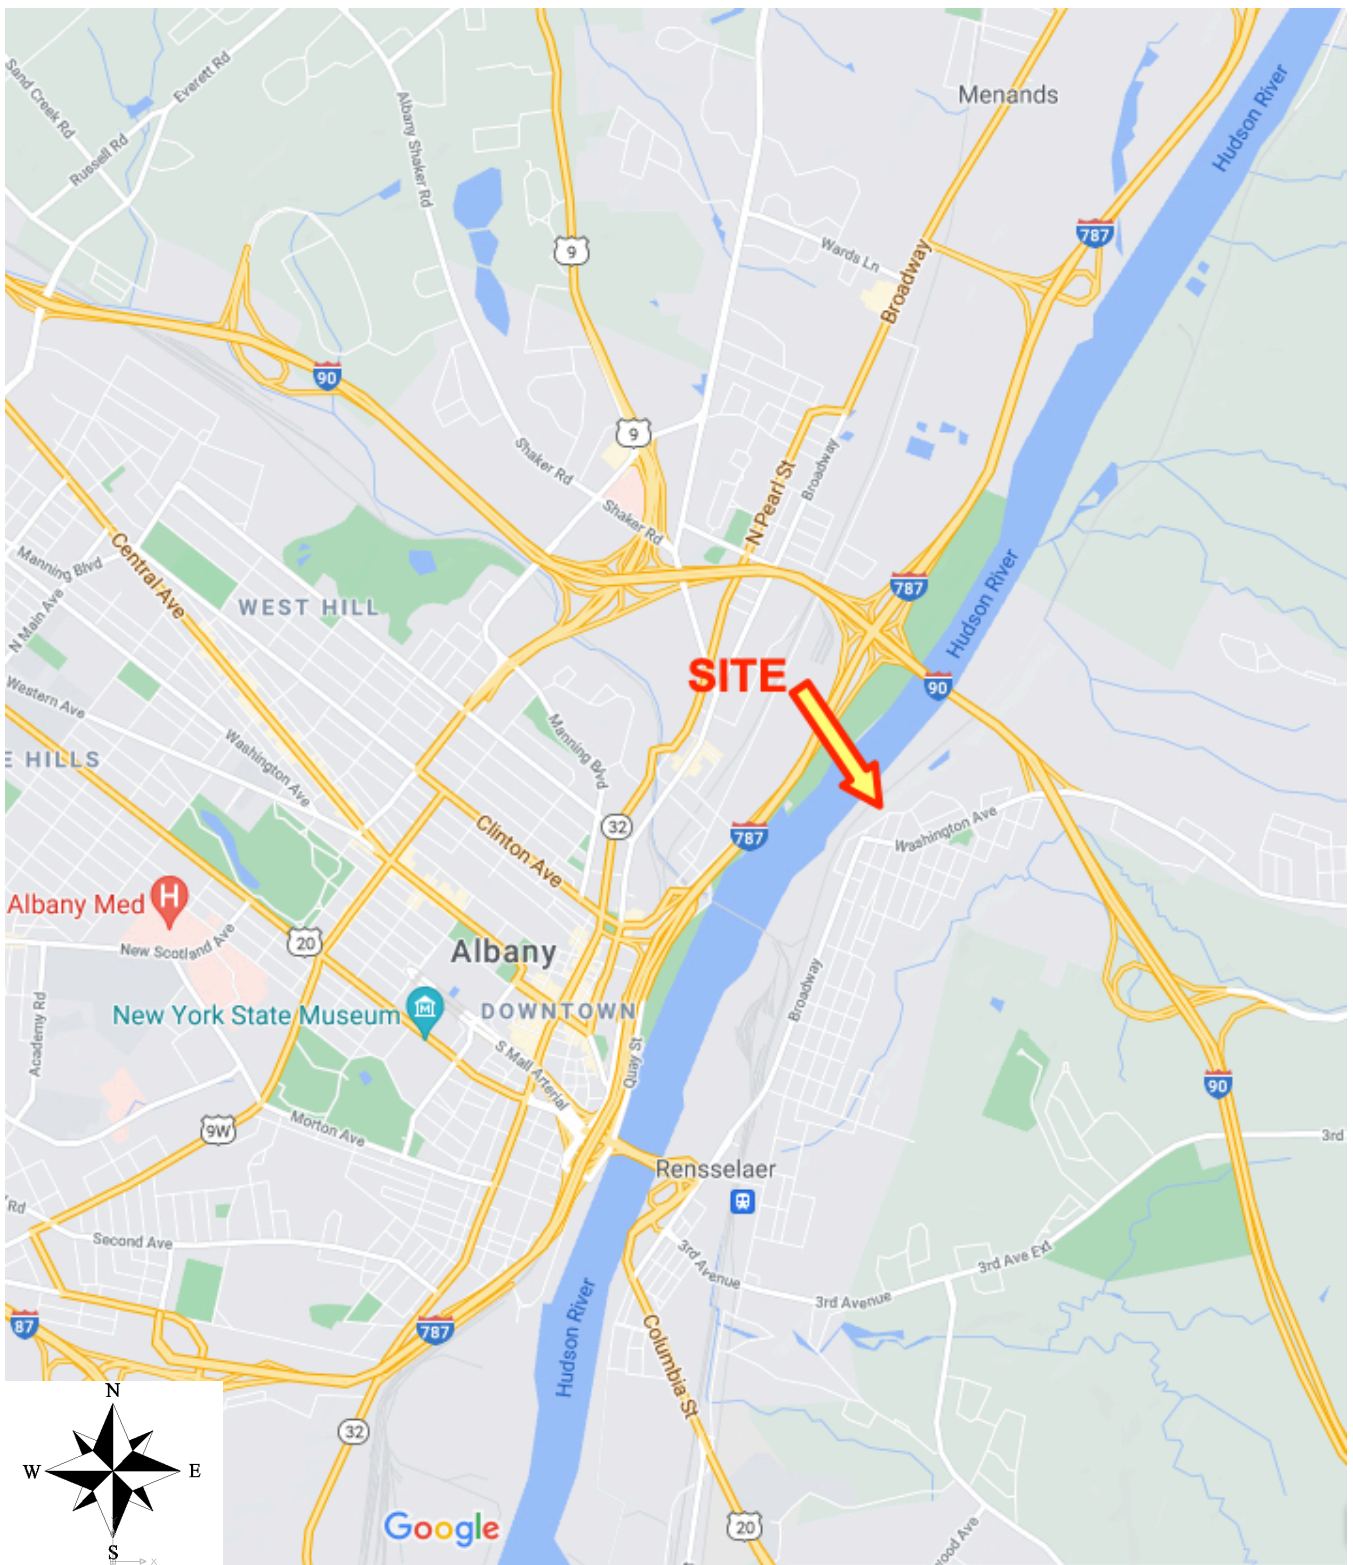 Menands
Hudson River
Everett Rd
Sand Creek Rd
Russell Rd
Albany Shaker Rd
787
9
Wards Ln
Broadway
90
9
Shaker Rd
Shaker Rd
N Pearl St
Broadway
Central Ave
Manning Blvd
N Main Ave
WEST HILL
787
Hudson River
SITE
90
Western Ave
E HILLS
Washington Ave
Manning Blvd
32
787
Clinton Ave
Washington Ave
Albany Med
H
New Scotland Ave
20
Albany
New York State Museum
DOWNTOWN
Broadway
Academy Rd
S Mall Arterial
Quay St
90
9W
Morton Ave
3rd
Rensselaer
Rd
Second Ave
3rd Avenue
3rd Ave Ext
3rd Avenue
87
787
Hudson River
Columbia St
N
W
E
S
X
32
Google
20
wood Ave